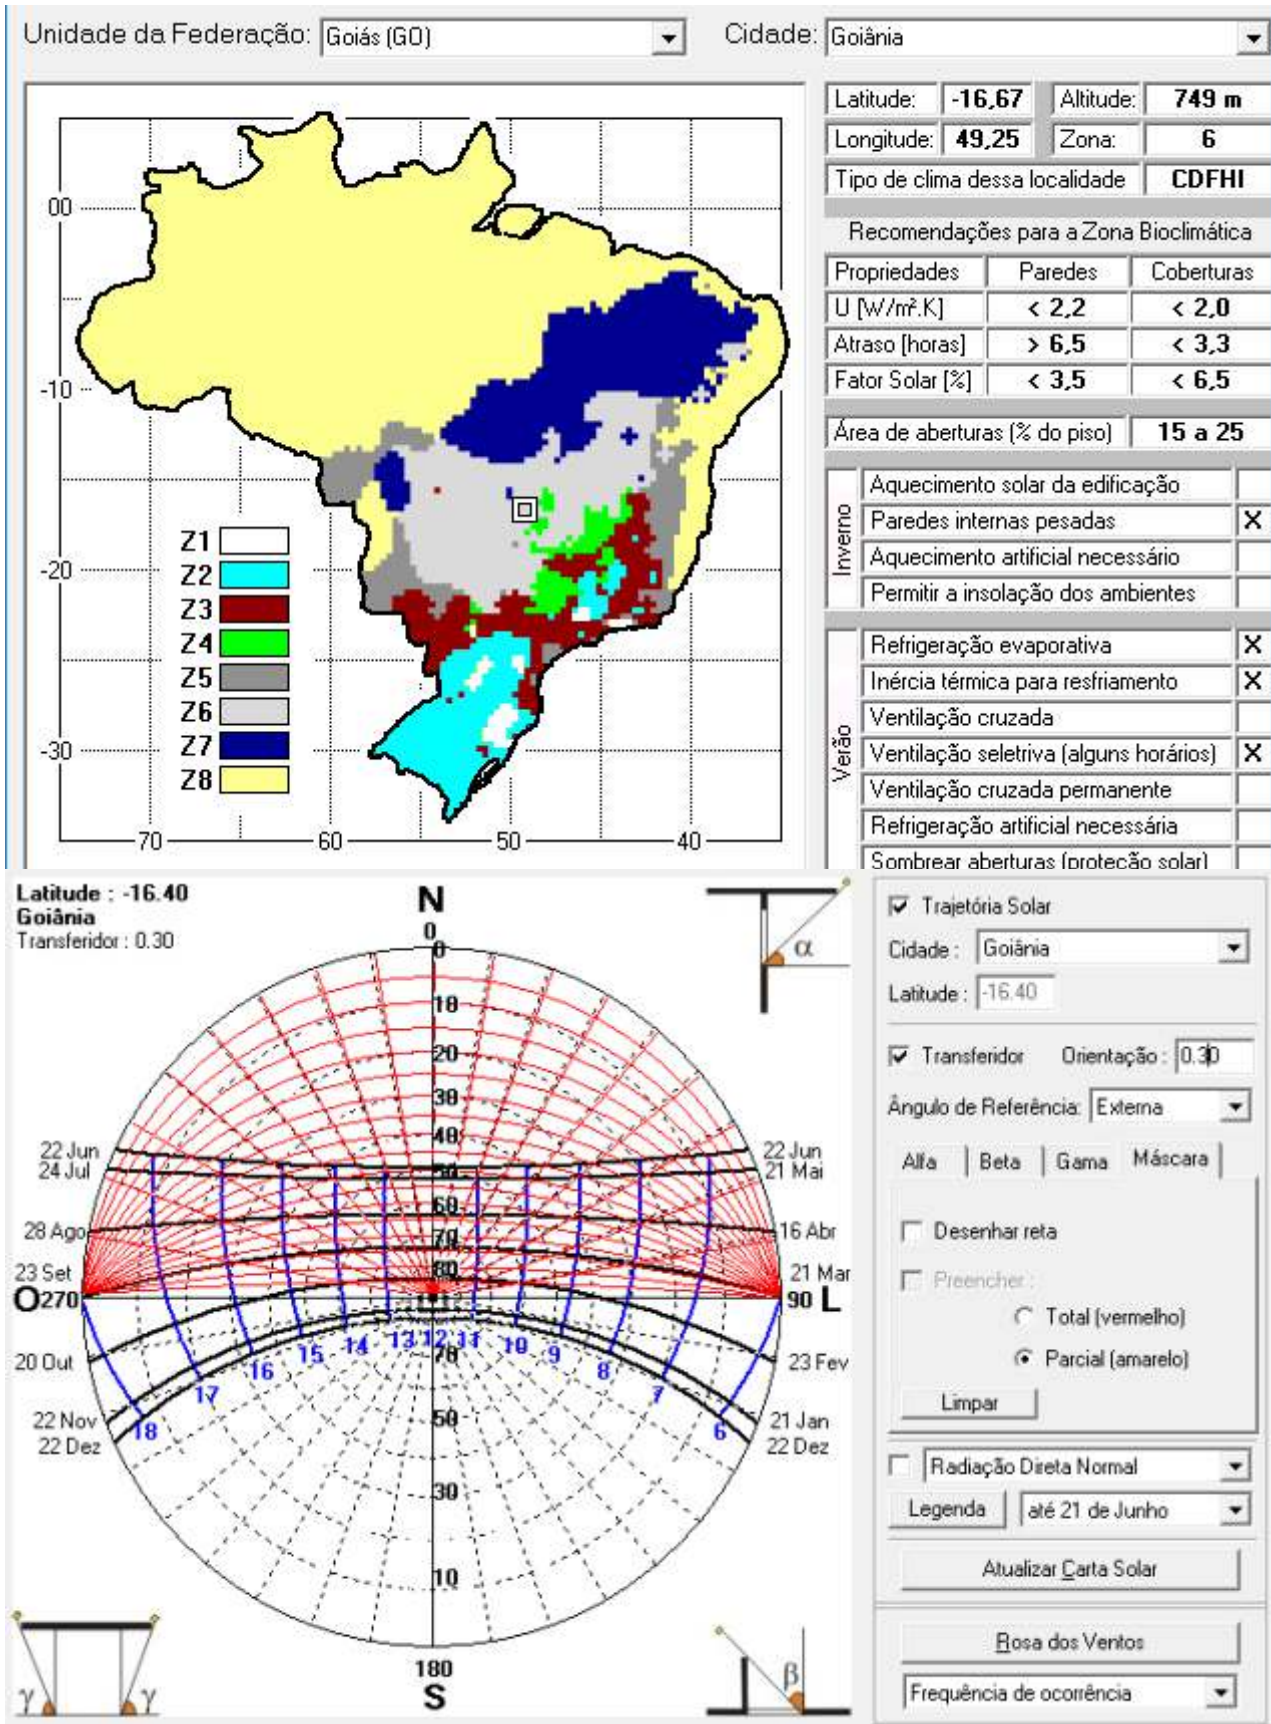 Unidade da Federação: Goiás (GO) Cidade: Goiânia
Latitude: -16,67 Altitude: 749 m
Longitude: 49,25 Zona: 6
Tipo de clima dessa localidade CDFHI
Recomendações para a Zona Bioclimática
Propriedades Paredes Coberturas
U [W/m².K] < 2,2 < 2,0
Atraso [horas] > 6,5 < 3,3
Fator Solar [%] < 3,5 < 6,5
Área de aberturas (% do piso) 15 a 25
Inverno
Aquecimento solar da edificação
Paredes internas pesadas X
Aquecimento artificial necessário
Permitir a insolação dos ambientes
Verão
Refrigeração evaporativa X
Inércia térmica para resfriamento X
Ventilação cruzada
Ventilação seletriva (alguns horários) X
Ventilação cruzada permanente
Refrigeração artificial necessária
Sombrear aberturas (proteção solar)
00
-10
-20
-30
Z1
Z2
Z3
Z4
Z5
Z6
Z7
Z8
-70 -60 -50 -40
Latitude : -16.40
Goiânia
Transferidor : 0.30
N
0
0
10
20
30
40
50
60
70
80
22 Jun 22 Jun
24 Jul 21 Mai
28 Ago 16 Abr
23 Set 21 Mar
O 270 90 L
20 Out 23 Fev
22 Nov 21 Jan
22 Dez 22 Dez
18 17 16 15 14 13 12 11 10 9 8 7 6
70
50
30
10
180
S
α
β
γ γ
Trajetória Solar
Cidade : Goiânia
Latitude : -16.40
Transferidor Orientação : 0.30
Ângulo de Referência: Externa
Alfa Beta Gama Máscara
Desenhar reta
Preencher :
Total (vermelho)
Parcial (amarelo)
Limpar
Radiação Direta Normal
Legenda até 21 de Junho
Atualizar Carta Solar
Rosa dos Ventos
Frequência de ocorrência